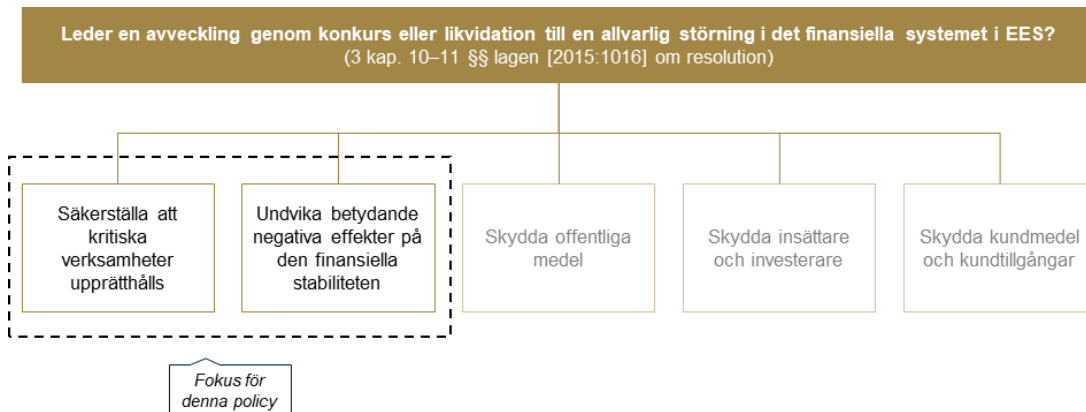 Leder en avveckling genom konkurs eller likvidation till en allvarlig störning i det finansiella systemet i EES?
(3 kap. 10–11 §§ lagen [2015:1016] om resolution)
Säkerställa att
kritiska
verksamheter
upprätthålls
Undvika betydande
negativa effekter på
den finansiella
stabiliteten
Skydda offentliga
medel
Skydda insättare
och investerare
Skydda kundmedel
och kundtillgångar
Fokus för
denna policy